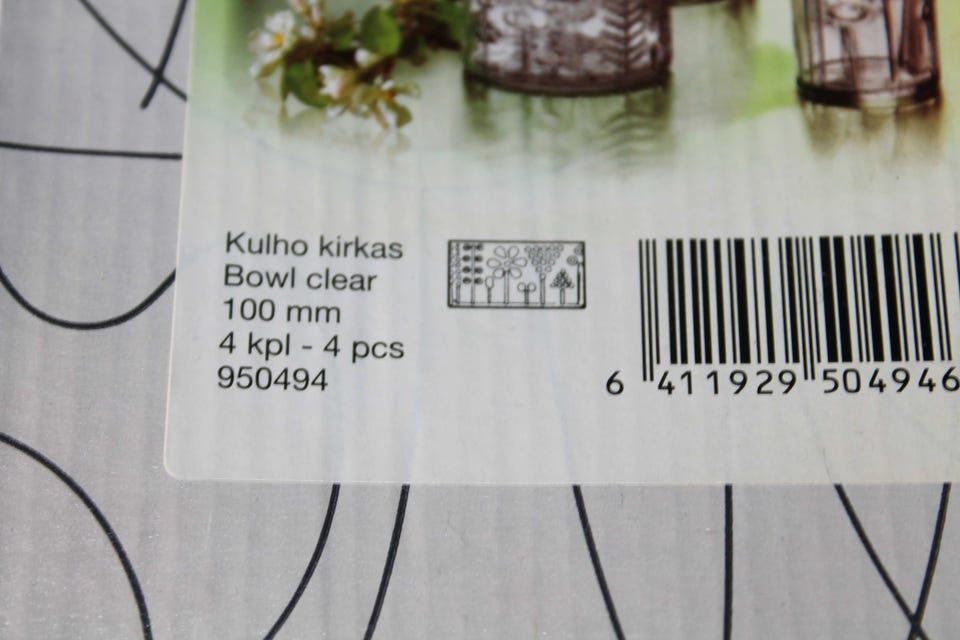 Kulho kirkas
Bowl clear
100 mm
4 kpl - 4 pcs
950494
6 411929 504946